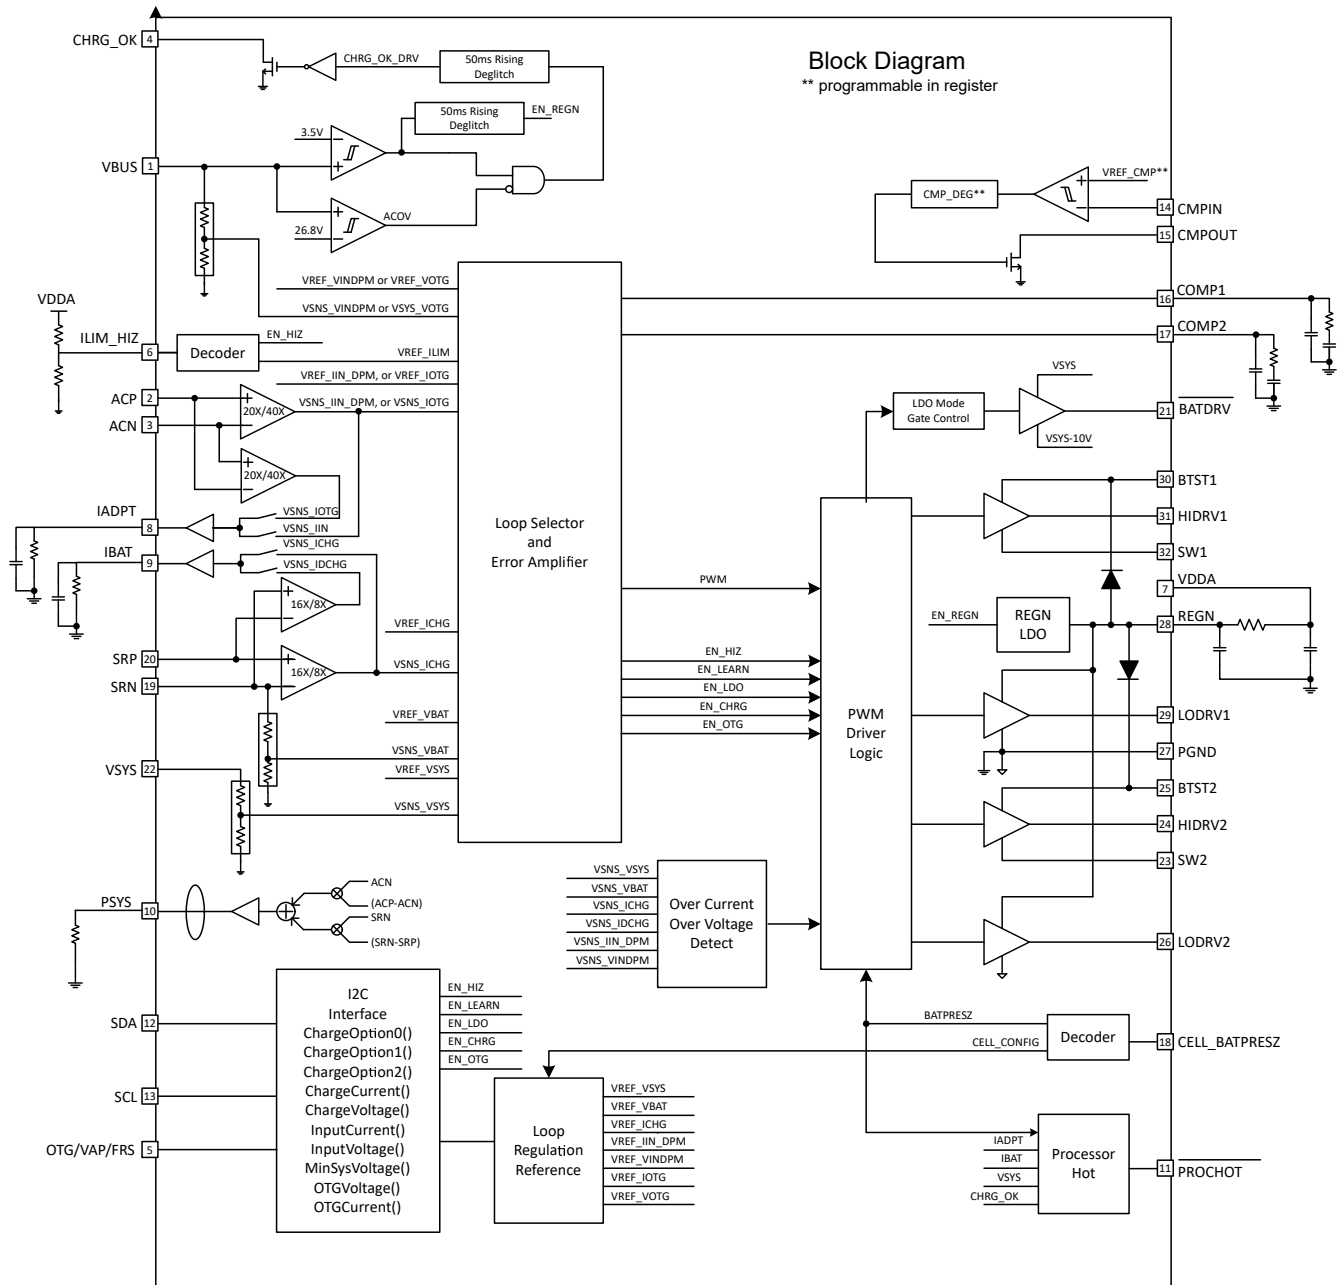 Block Diagram
** programmable in register
CHRG_OK
4
CHRG_OK_DRV
50ms Rising
Deglitch
50ms Rising
Deglitch
EN_REGN
3.5V
VBUS
1
ACOV
26.8V
VREF_CMP**
CMP_DEG**
14
CMPIN
15
CMPOUT
VREF_VINDPM or VREF_VOTG
VSNS_VINDPM or VSYS_VOTG
VDDA
ILIM_HIZ
6
Decoder
EN_HIZ
VREF_ILIM
VREF_IIN_DPM, or VREF_IOTG
VSNS_IIN_DPM, or VSNS_IOTG
ACP
2
ACN
3
20X/40X
20X/40X
IADPT
8
VSNS_IOTG
VSNS_IIN
IBAT
9
VSNS_ICHG
VSNS_IDCHG
16X/8X
VREF_ICHG
SRP
20
SRN
19
16X/8X
VSNS_ICHG
VREF_VBAT
VSNS_VBAT
VREF_VSYS
VSYS
22
VSNS_VSYS
Loop Selector
and
Error Amplifier
16
COMP1
17
COMP2
VSYS
LDO Mode
Gate Control
VSYS-10V
21
BATDRV
30
BTST1
31
HIDRV1
32
SW1
7
VDDA
PWM
EN_REGN
REGN
LDO
28
REGN
EN_HIZ
EN_LEARN
EN_LDO
EN_CHRG
EN_OTG
PWM
Driver
Logic
29
LODRV1
27
PGND
25
BTST2
24
HIDRV2
23
SW2
26
LODRV2
PSYS
10
ACN
(ACP-ACN)
SRN
(SRN-SRP)
VSNS_VSYS
VSNS_VBAT
VSNS_ICHG
VSNS_IDCHG
VSNS_IIN_DPM
VSNS_VINDPM
Over Current
Over Voltage
Detect
SDA
12
SCL
13
OTG/VAP/FRS
5
I2C
Interface
ChargeOption0()
ChargeOption1()
ChargeOption2()
ChargeCurrent()
ChargeVoltage()
InputCurrent()
InputVoltage()
MinSysVoltage()
OTGVoltage()
OTGCurrent()
EN_HIZ
EN_LEARN
EN_LDO
EN_CHRG
EN_OTG
BATPRESZ
CELL_CONFIG
Decoder
18
CELL_BATPRESZ
Loop
Regulation
Reference
VREF_VSYS
VREF_VBAT
VREF_ICHG
VREF_IIN_DPM
VREF_VINDPM
VREF_IOTG
VREF_VOTG
IADPT
IBAT
VSYS
CHRG_OK
Processor
Hot
11
PROCHOT